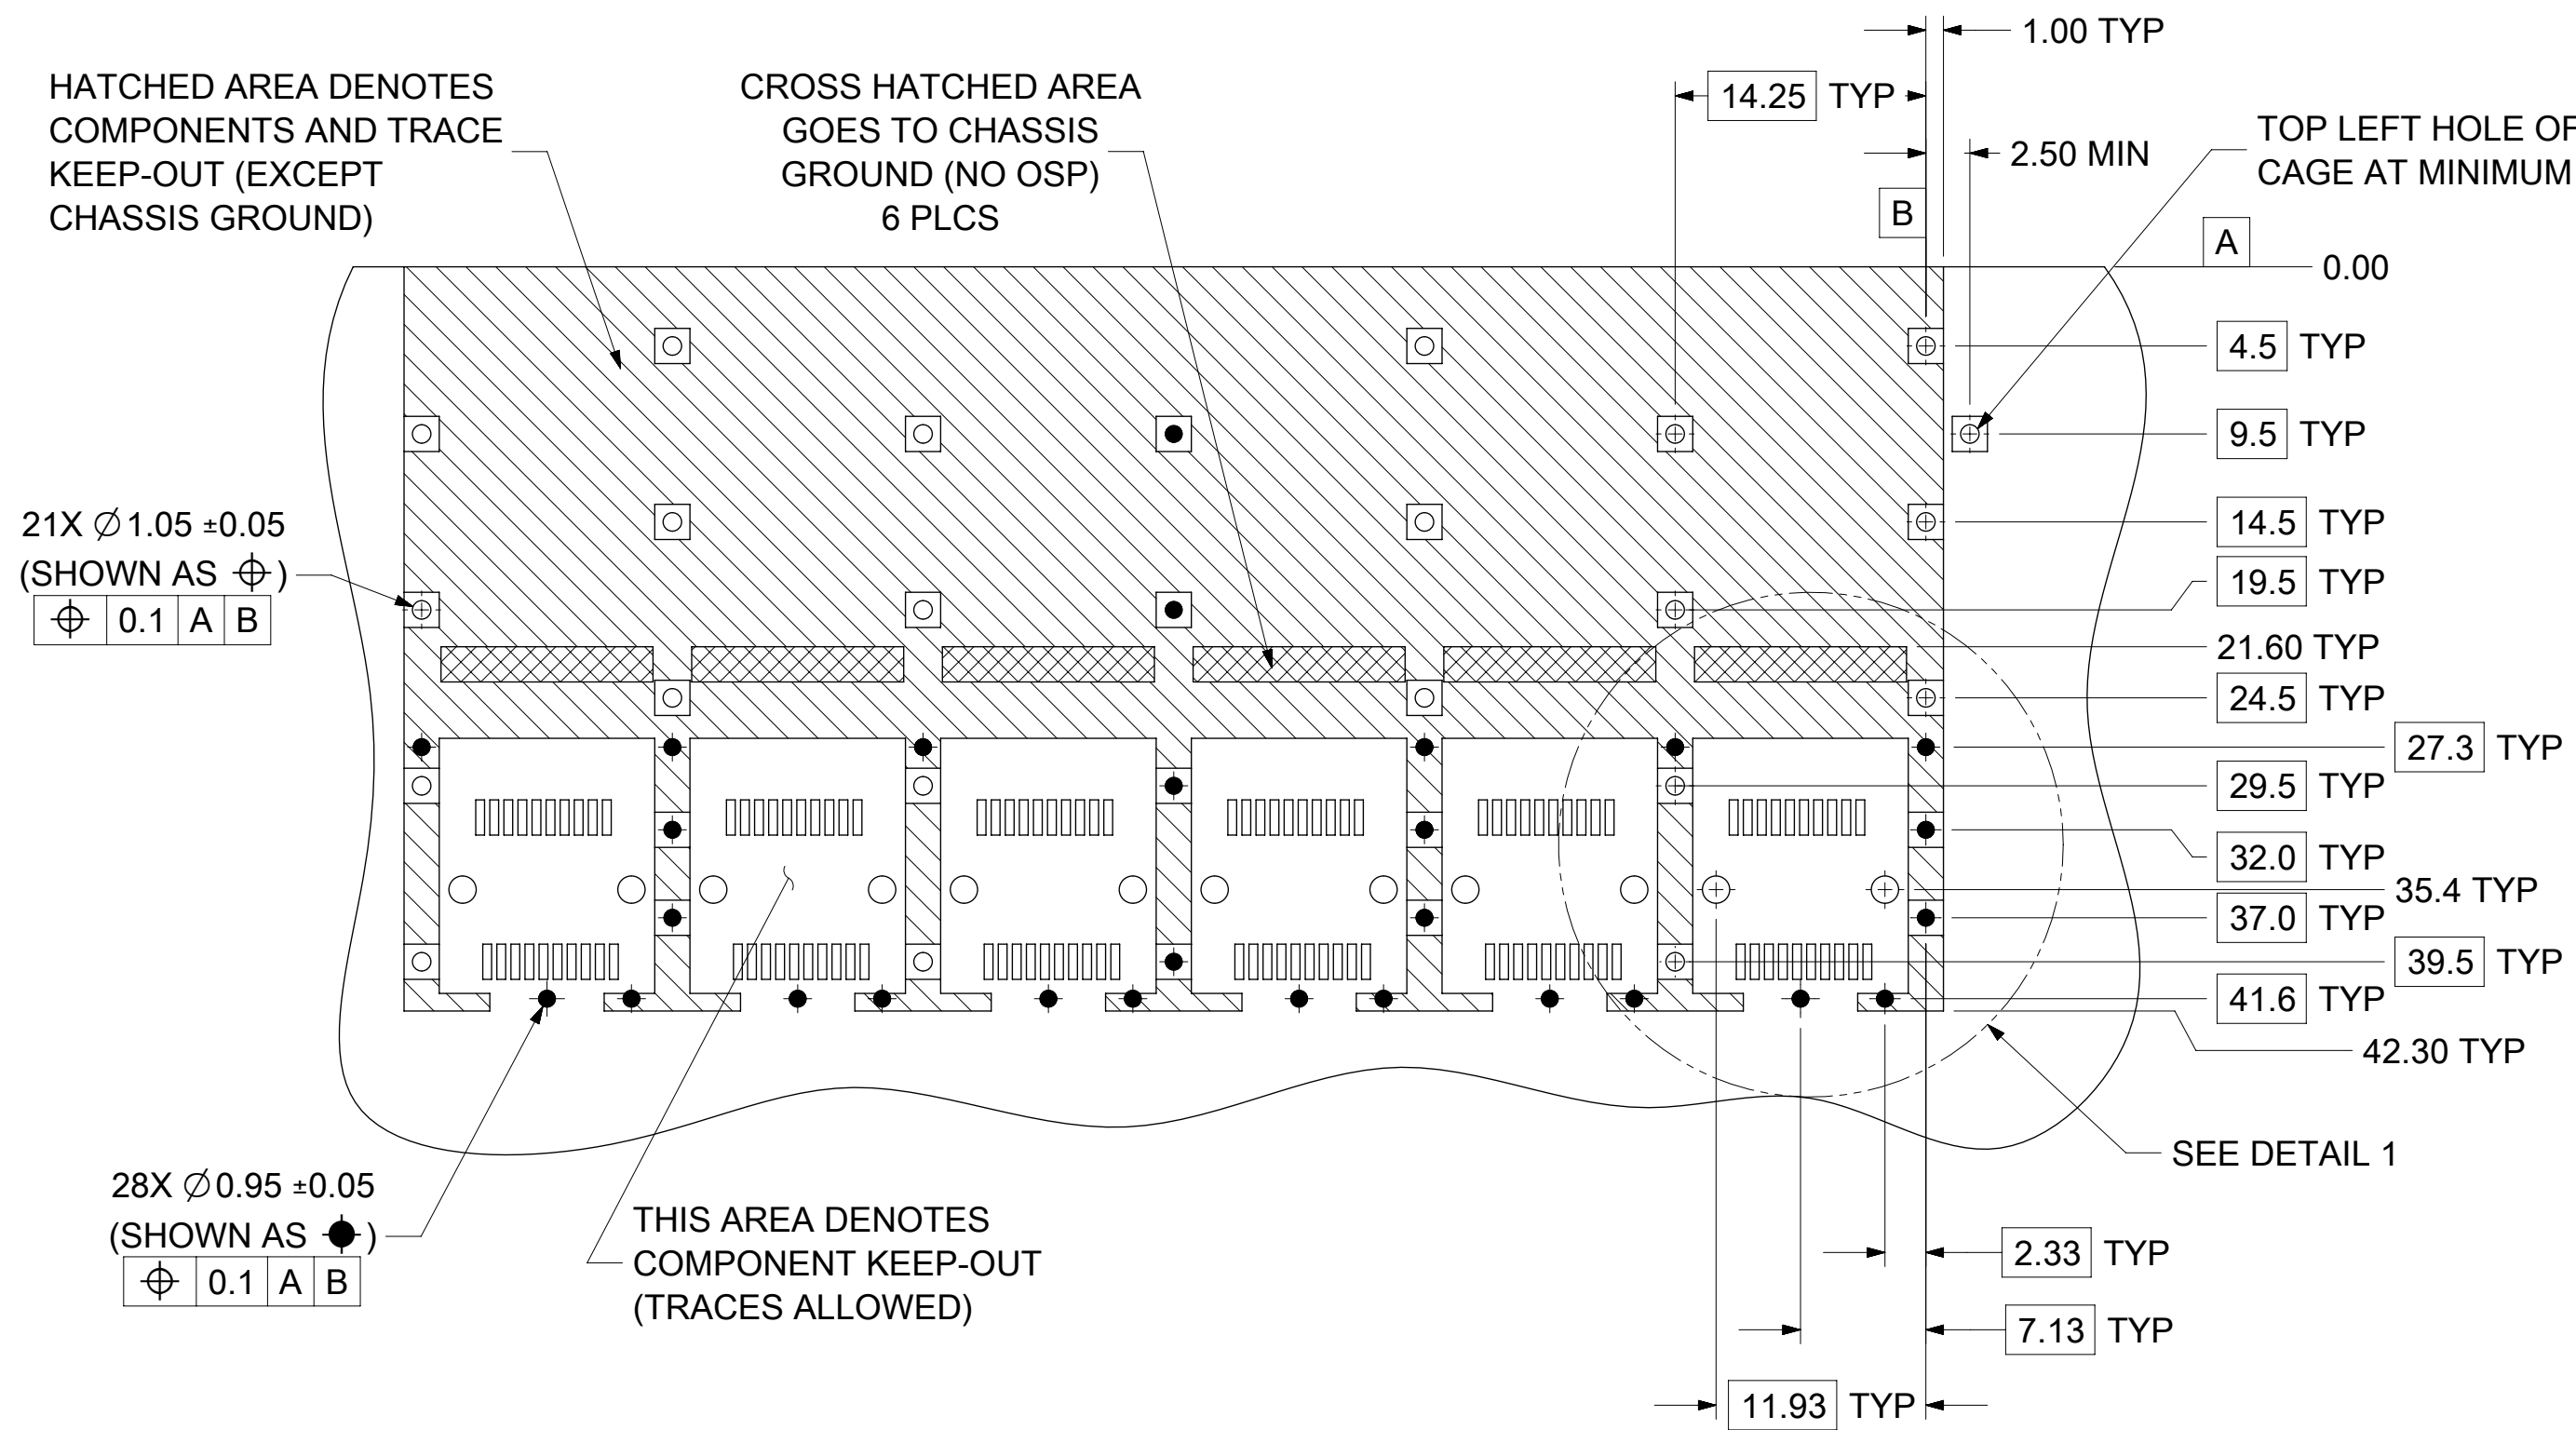 1.00 TYP
HATCHED AREA DENOTES
COMPONENTS AND TRACE
KEEP-OUT (EXCEPT
CHASSIS GROUND)
CROSS HATCHED AREA
GOES TO CHASSIS
GROUND (NO OSP)
6 PLCS
14.25 TYP
2.50 MIN
TOP LEFT HOLE OF
CAGE AT MINIMUM
B
A
0.00
4.5 TYP
9.5 TYP
14.5 TYP
19.5 TYP
21.60 TYP
24.5 TYP
27.3 TYP
29.5 TYP
32.0 TYP
35.4 TYP
37.0 TYP
39.5 TYP
41.6 TYP
42.30 TYP
21X ∅1.05 ±0.05
(SHOWN AS ⌖)
⌖ 0.1 A B
SEE DETAIL 1
28X ∅0.95 ±0.05
(SHOWN AS )
⌖ 0.1 A B
THIS AREA DENOTES
COMPONENT KEEP-OUT
(TRACES ALLOWED)
2.33 TYP
7.13 TYP
11.93 TYP